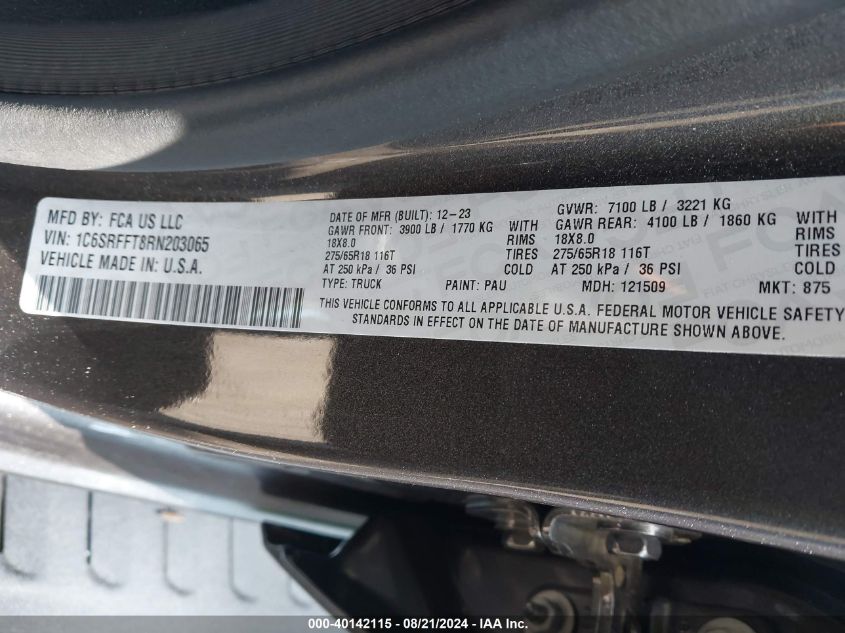 MFD BY: FCA US LLC
VIN: 1C6SRFFT8RN203065
VEHICLE MADE IN: U.S.A.
DATE OF MFR (BUILT): 12-23 GVWR: 7100 LB / 3221 KG
GAWR FRONT: 3900 LB / 1770 KG WITH GAWR REAR: 4100 LB / 1860 KG WITH
18X8.0 RIMS 18X8.0 RIMS
275/65R18 116T TIRES 275/65R18 116T TIRES
AT 250 kPa / 36 PSI COLD AT 250 kPa / 36 PSI COLD
TYPE: TRUCK PAINT: PAU MDH: 121509 MKT: 875
THIS VEHICLE CONFORMS TO ALL APPLICABLE U.S.A. FEDERAL MOTOR VEHICLE SAFETY
STANDARDS IN EFFECT ON THE DATE OF MANUFACTURE SHOWN ABOVE.
000-40142115 - 08/21/2024 - IAA Inc.